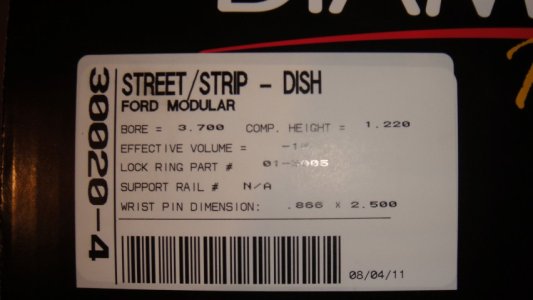 DIAM
30020-4
STREET/STRIP - DISH
FORD MODULAR
BORE = 3.700 COMP. HEIGHT = 1.220
EFFECTIVE VOLUME =
LOCK RING PART #
SUPPORT RAIL # N/A
WRIST PIN DIMENSION: .866 X 2.500
08/04/11